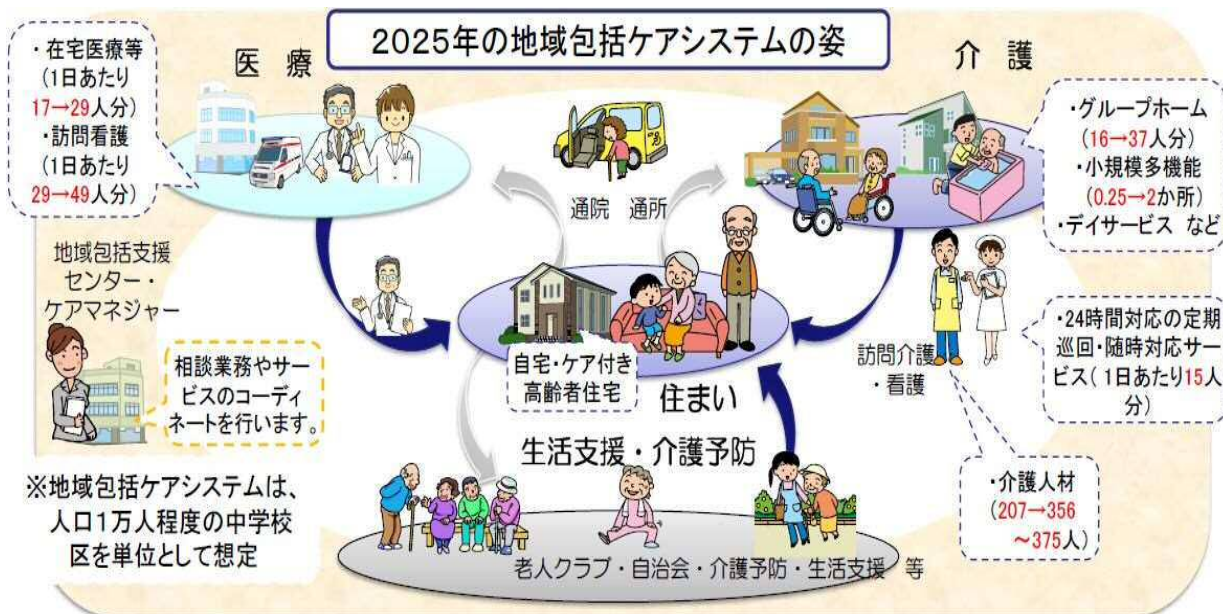 2025年の地域包括ケアシステムの姿
・在宅医療等
(1日あたり
17→29人分)
・訪問看護
(1日あたり
29→49人分)
医 療
介 護
・グループホーム
(16→37人分)
・小規模多機能
(0.25→2か所)
・デイサービス など
通院 通所
地域包括支援
センター・
ケアマネジャー
相談業務やサー
ビスのコーディ
ネートを行います。
自宅・ケア付き
高齢者住宅
住まい
訪問介護
・看護
・24時間対応の定期
巡回・随時対応サー
ビス( 1日あたり15人
分)
生活支援・介護予防
・介護人材
(207→356
～375人)
※地域包括ケアシステムは、
人口1万人程度の中学校
区を単位として想定
老人クラブ・自治会・介護予防・生活支援 等